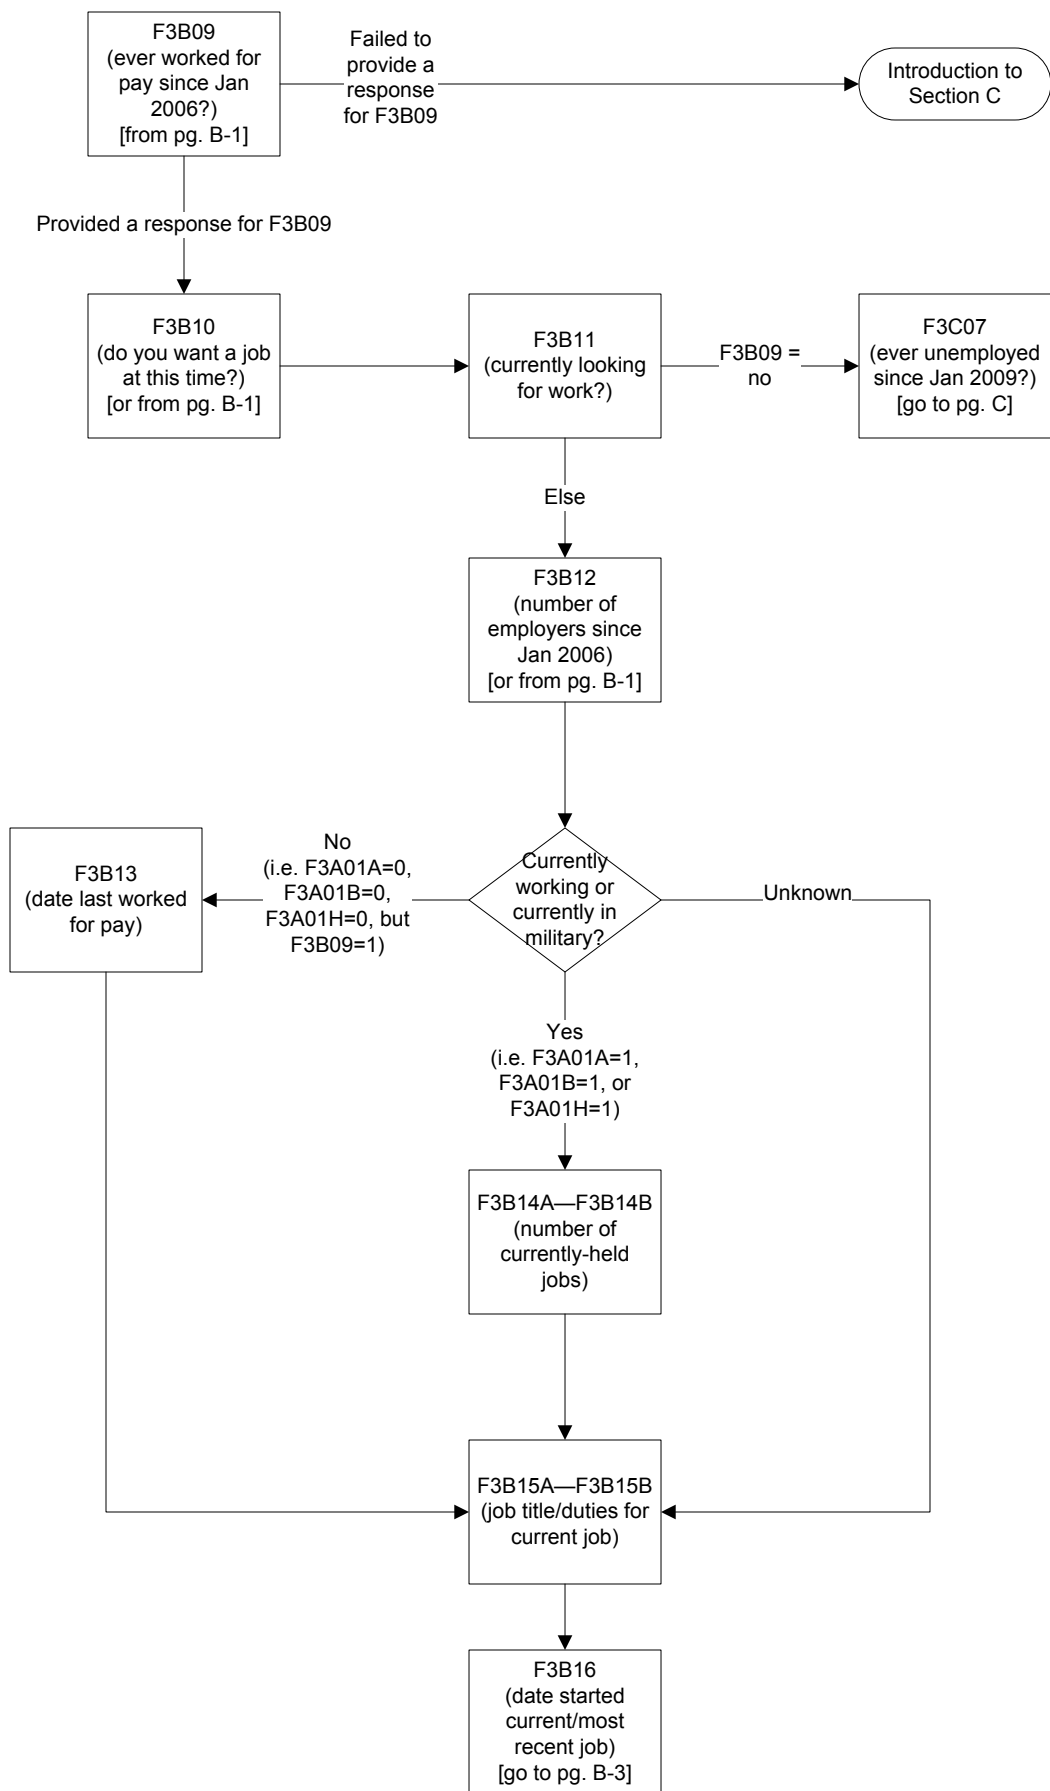 F3B09
(ever worked for
pay since Jan
2006?)
[from pg. B-1]
Failed to
provide a
response
for F3B09
Introduction to
Section C
Provided a response for F3B09
F3B10
(do you want a job
at this time?)
[or from pg. B-1]
F3B11
(currently looking
for work?)
F3B09 =
no
F3C07
(ever unemployed
since Jan 2009?)
[go to pg. C]
Else
F3B12
(number of
employers since
Jan 2006)
[or from pg. B-1]
F3B13
(date last worked
for pay)
No
(i.e. F3A01A=0,
F3A01B=0,
F3A01H=0, but
F3B09=1)
Currently
working or
currently in
military?
Unknown
Yes
(i.e. F3A01A=1,
F3A01B=1, or
F3A01H=1)
F3B14A—F3B14B
(number of
currently-held
jobs)
F3B15A—F3B15B
(job title/duties for
current job)
F3B16
(date started
current/most
recent job)
[go to pg. B-3]